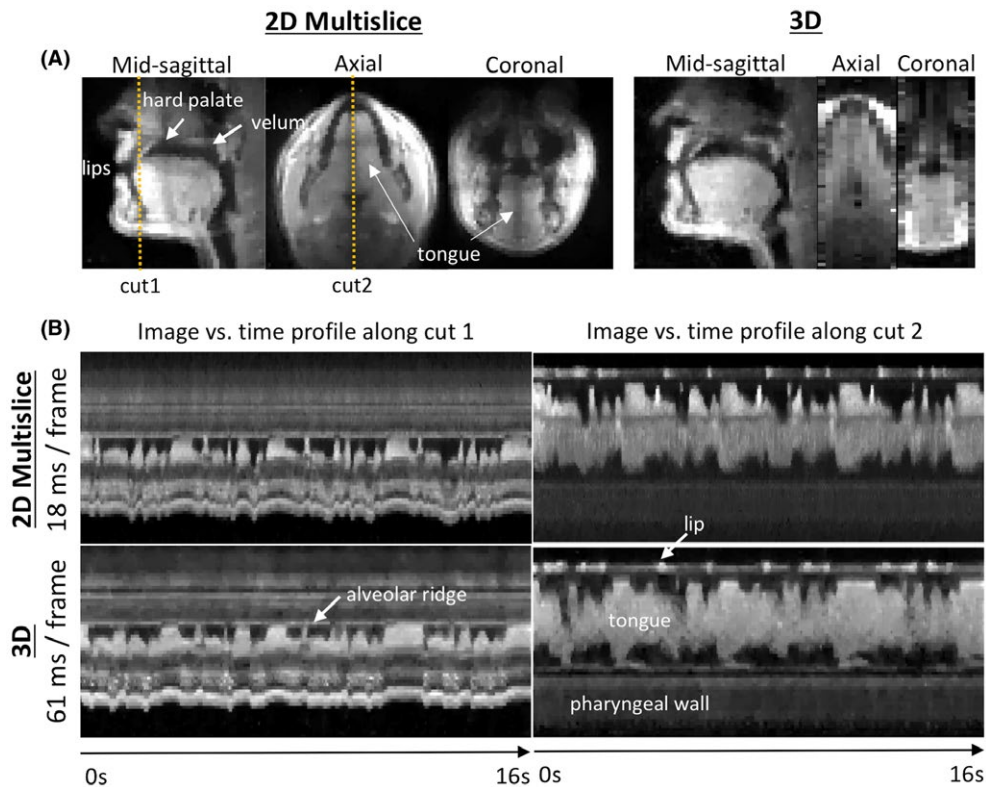 2D Multislice
3D
(A)
Mid-sagittal
Axial
Coronal
Mid-sagittal
Axial
Coronal
hard palate
velum
lips
tongue
cut1
cut2
(B)
Image vs. time profile along cut 1
Image vs. time profile along cut 2
2D Multislice
18 ms / frame
lip
3D
61 ms / frame
alveolar ridge
tongue
pharyngeal wall
0s
16s
0s
16s